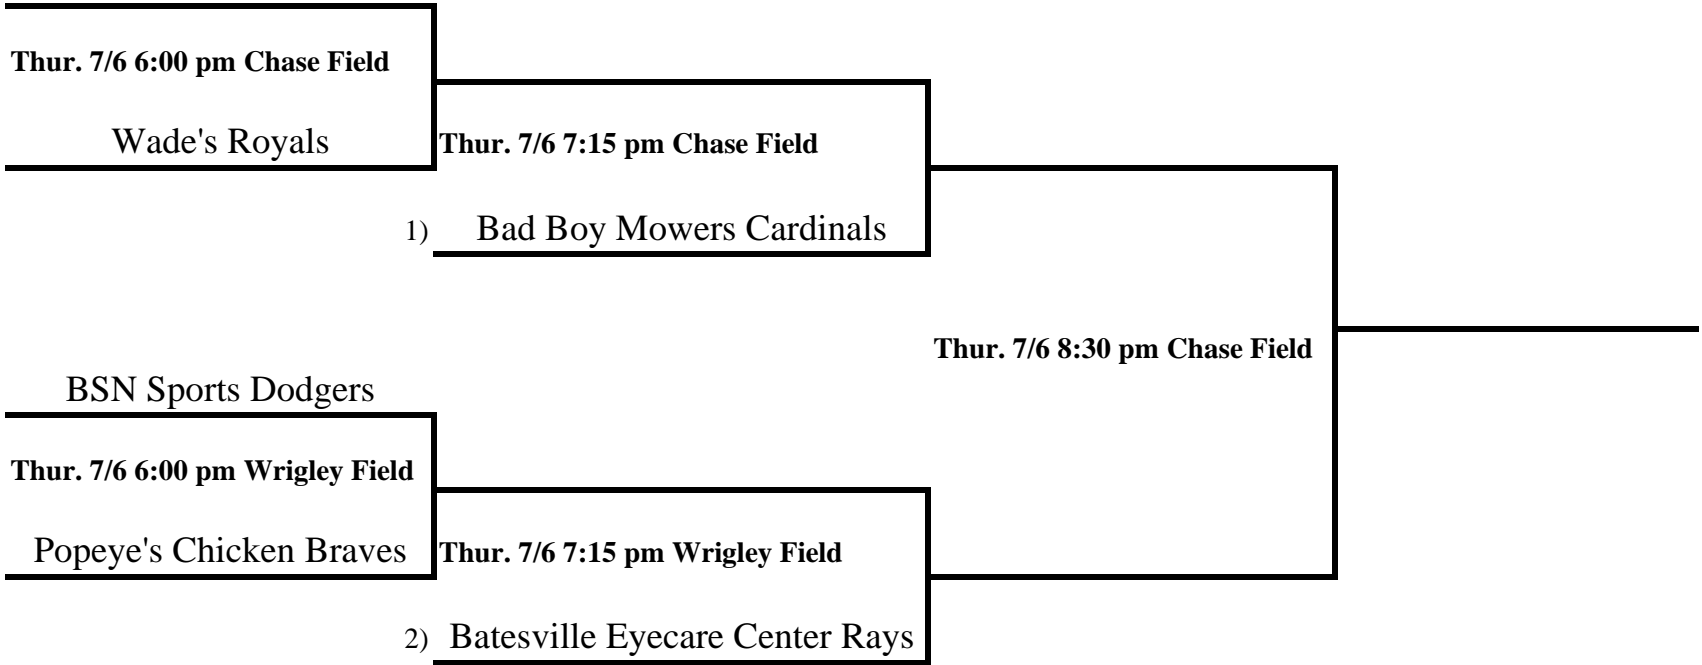 Thur. 7/6 6:00 pm Chase Field
Wade's Royals
Thur. 7/6 7:15 pm Chase Field
1) Bad Boy Mowers Cardinals
Thur. 7/6 8:30 pm Chase Field
BSN Sports Dodgers
Thur. 7/6 6:00 pm Wrigley Field
Popeye's Chicken Braves
Thur. 7/6 7:15 pm Wrigley Field
2) Batesville Eyecare Center Rays